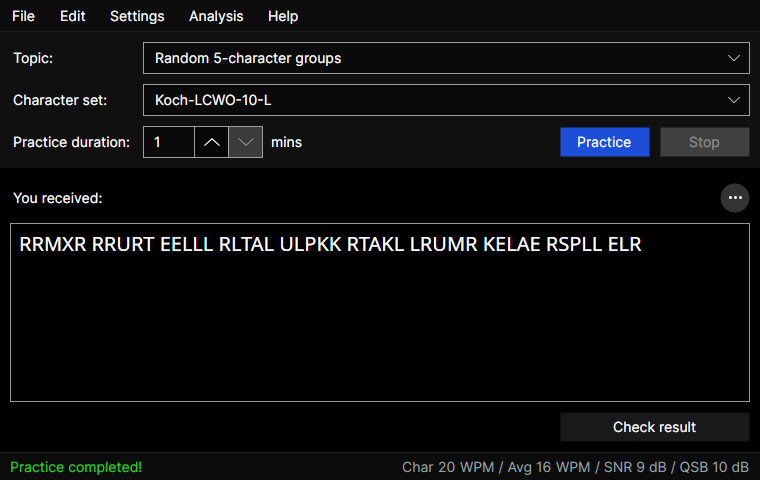 File Edit Settings Analysis Help
Topic: Random 5-character groups
Character set: Koch-LCWO-10-L
Practice duration: 1 mins Practice Stop
You received:
RRMXR RRURT EELLL RLTAL ULPKK RTAKL LRUMR KELAE RSPLL ELR
Check result
Practice completed! Char 20 WPM / Avg 16 WPM / SNR 9 dB / QSB 10 dB